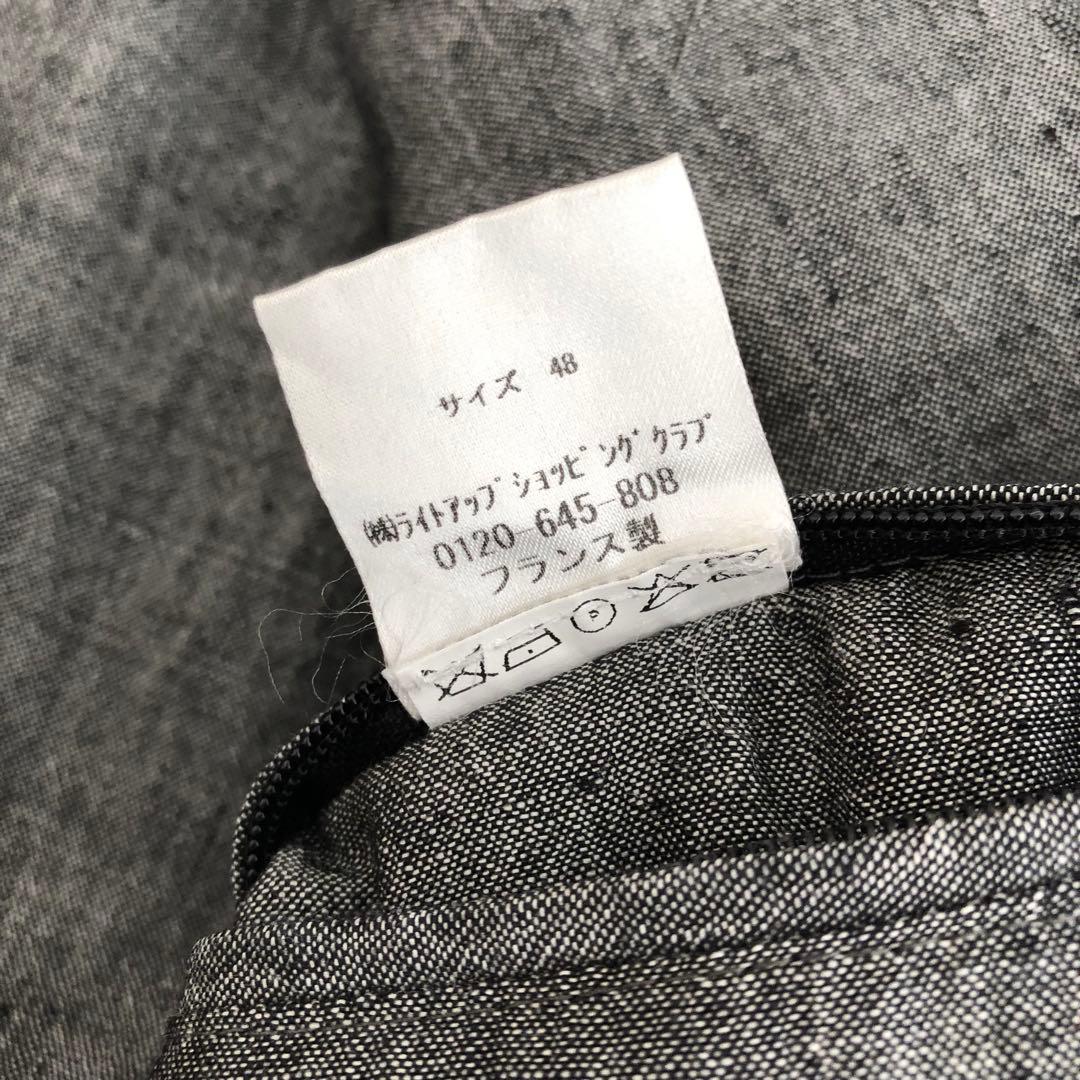 サイズ 48
(株)ライトアップショッピングクラブ
0120-645-808
フランス製